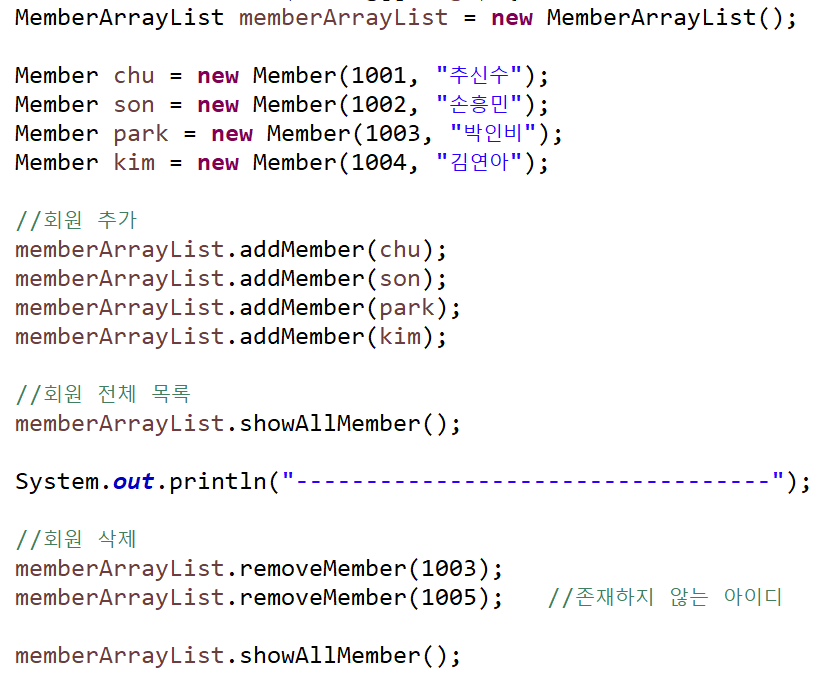 MemberArrayList memberArrayList = new MemberArrayList();
Member chu = new Member(1001, "추신수");
Member son = new Member(1002, "손흥민");
Member park = new Member(1003, "박인비");
Member kim = new Member(1004, "김연아");
//회원 추가
memberArrayList.addMember(chu);
memberArrayList.addMember(son);
memberArrayList.addMember(park);
memberArrayList.addMember(kim);
//회원 전체 목록
memberArrayList.showAllMember();
System.out.println("----------------------------------");
//회원 삭제
memberArrayList.removeMember(1003);
memberArrayList.removeMember(1005);   //존재하지 않는 아이디
memberArrayList.showAllMember();